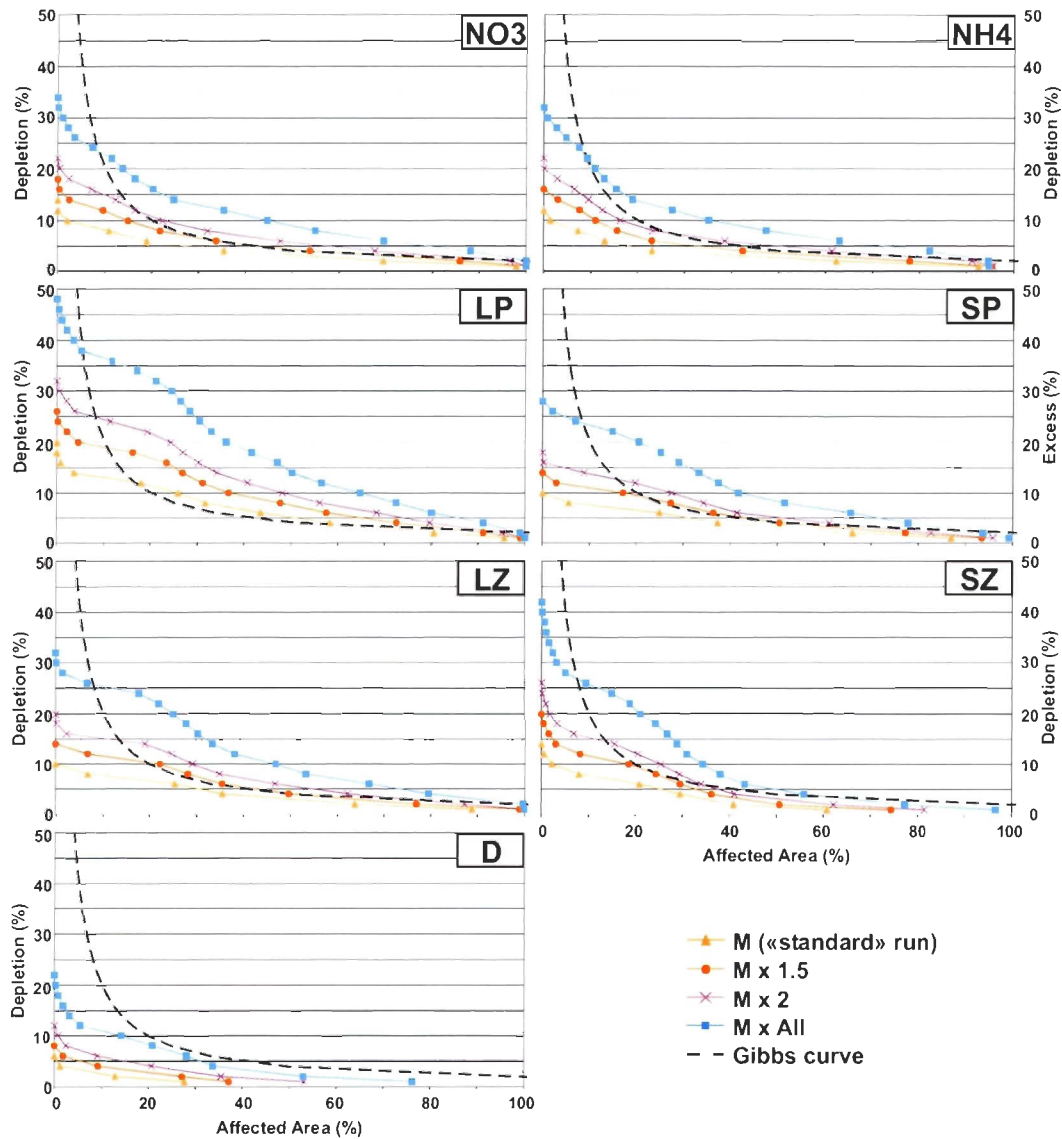 NO3
50
40
30
20
10
0
Depletion (%)
NH4
50
40
30
20
10
0
Depletion (%)
LP
50
40
30
20
10
0
Depletion (%)
SP
50
40
30
20
10
0
Excess (%)
LZ
50
40
30
20
10
0
Depletion (%)
SZ
50
40
30
20
10
0
Depletion (%)
0 20 40 60 80 100
Affected Area (%)
D
50
40
30
20
10
0
Depletion (%)
0 20 40 60 80 100
Affected Area (%)
M («standard» run)
M x 1.5
M x 2
M x All
Gibbs curve